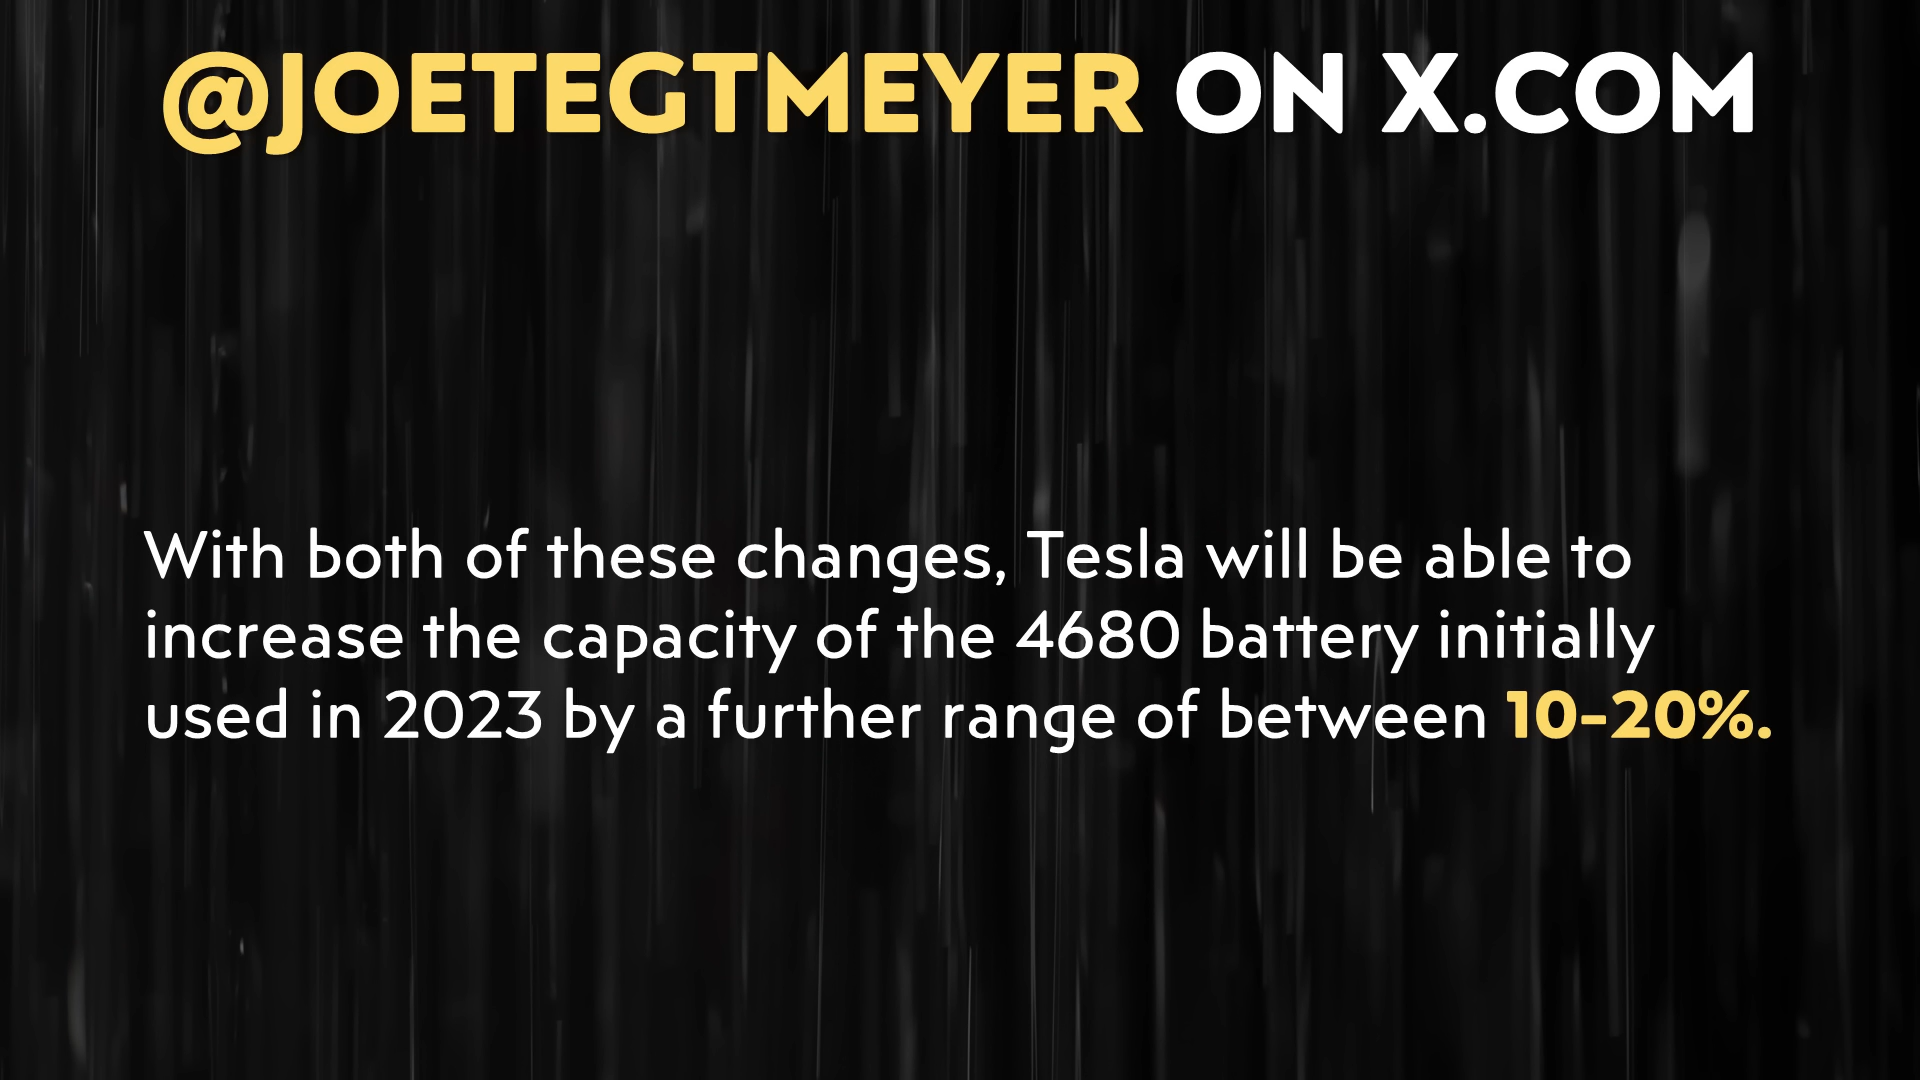 @JOETEGTMEYER ON X.COM
With both of these changes, Tesla will be able to
increase the capacity of the 4680 battery initially
used in 2023 by a further range of between 10-20%.